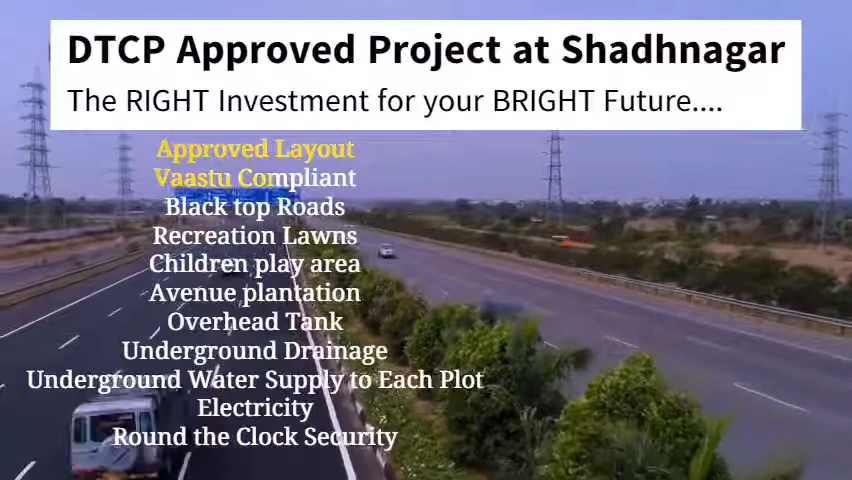 DTCP Approved Project at Shadhnagar
The RIGHT Investment for your BRIGHT Future....
Approved Layout
Vaastu Compliant
Black top Roads
Recreation Lawns
Children play area
Avenue plantation
Overhead Tank
Underground Drainage
Underground Water Supply to Each Plot
Electricity
Round the Clock Security